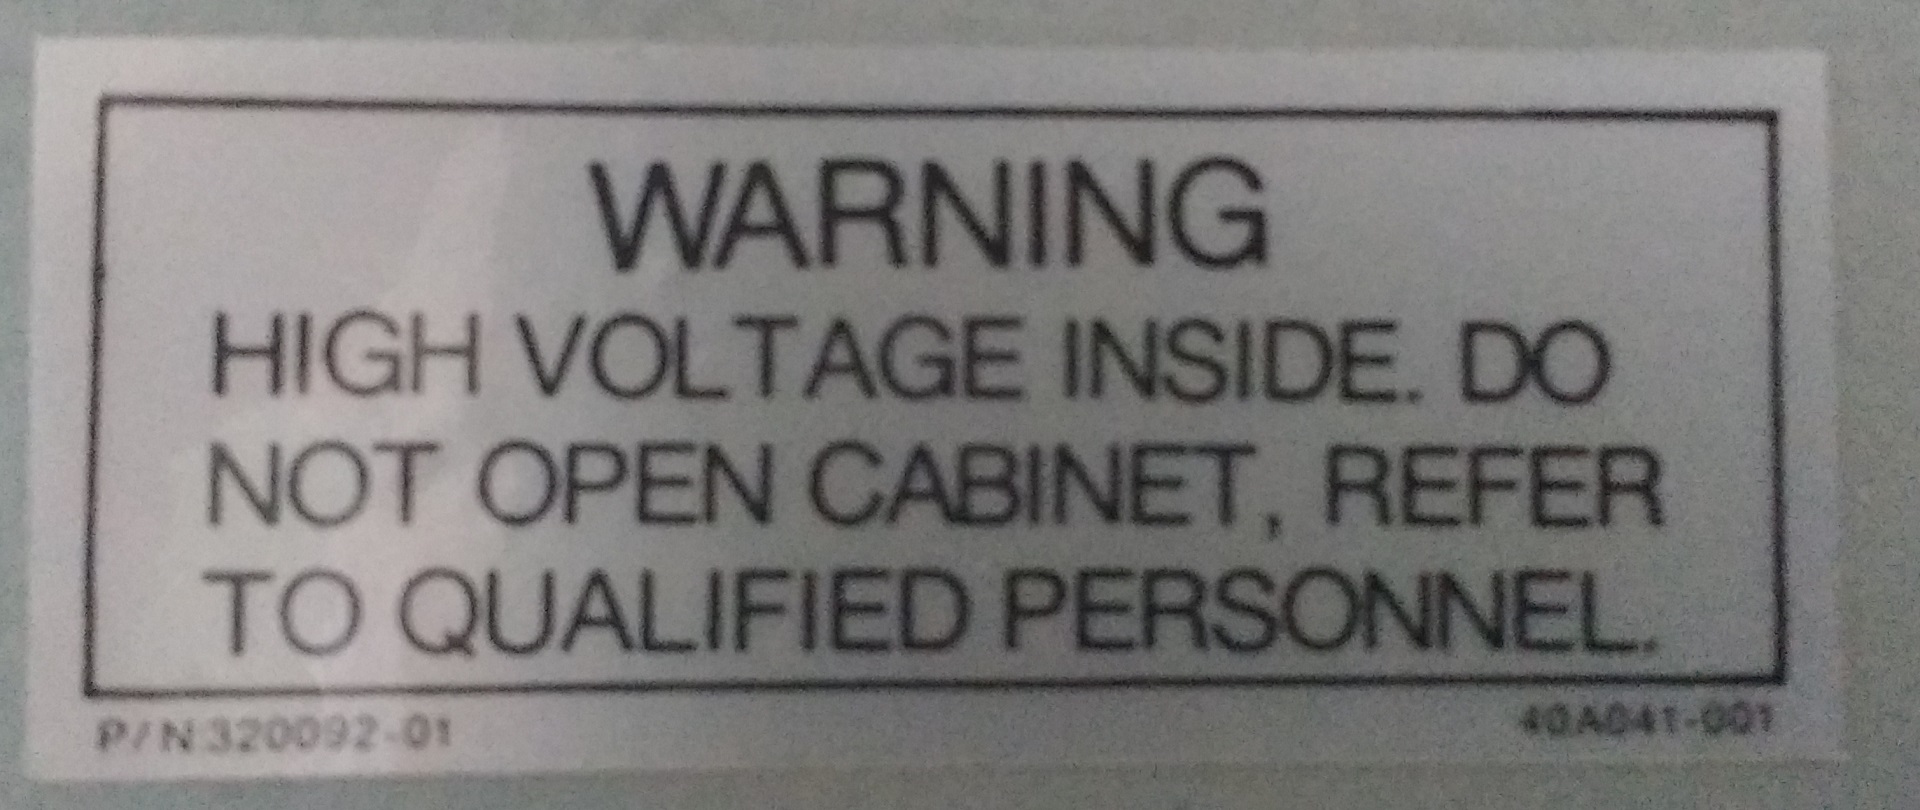 WARNING
HIGH VOLTAGE INSIDE. DO
NOT OPEN CABINET, REFER
TO QUALIFIED PERSONNEL.
P/N 320092-01
40A041-001